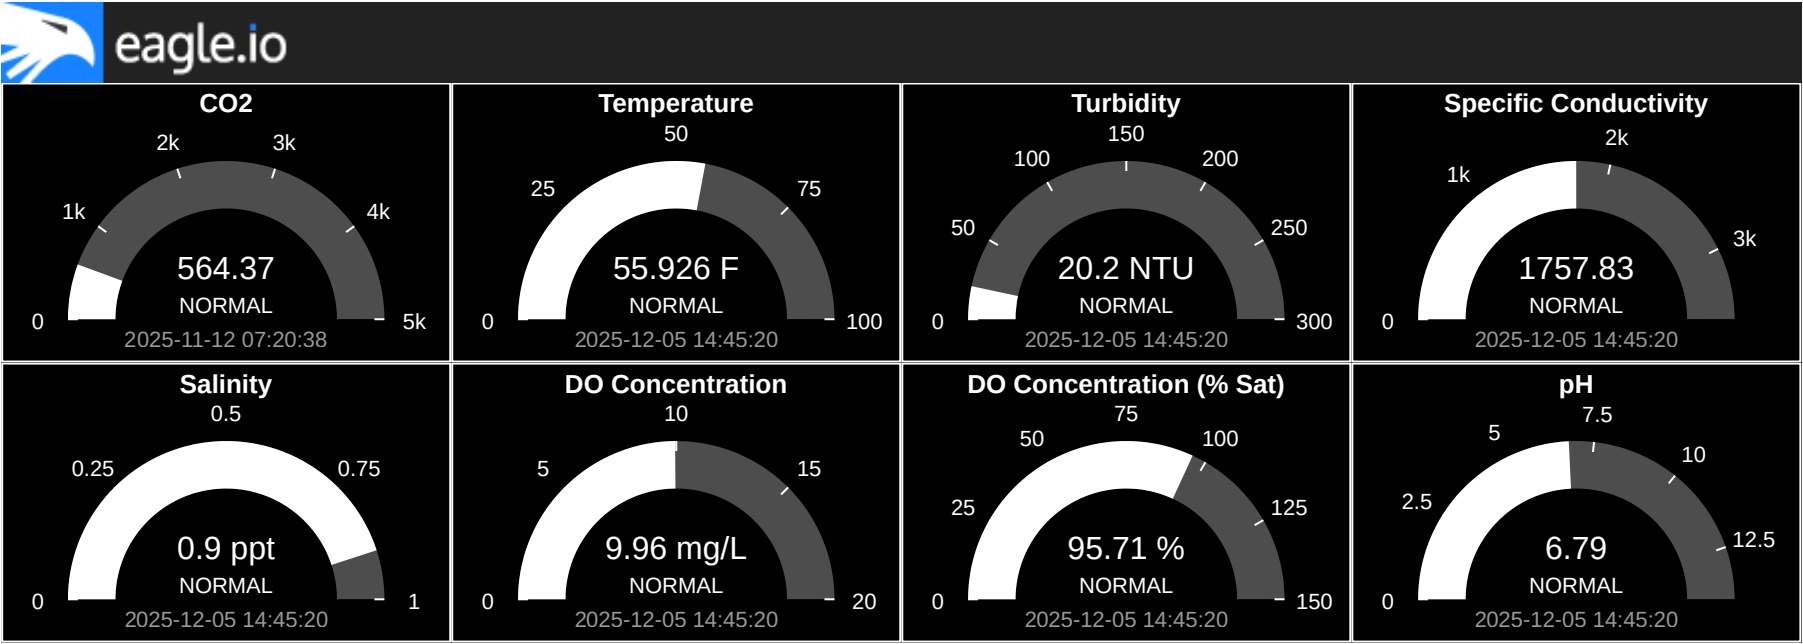 eagle.io
CO2
0
1k
2k
3k
4k
5k
564.37
NORMAL
2025-11-12 07:20:38
Temperature
0
25
50
75
100
55.926 F
NORMAL
2025-12-05 14:45:20
Turbidity
0
50
100
150
200
250
300
20.2 NTU
NORMAL
2025-12-05 14:45:20
Specific Conductivity
0
1k
2k
3k
1757.83
NORMAL
2025-12-05 14:45:20
Salinity
0
0.25
0.5
0.75
1
0.9 ppt
NORMAL
2025-12-05 14:45:20
DO Concentration
0
5
10
15
20
9.96 mg/L
NORMAL
2025-12-05 14:45:20
DO Concentration (% Sat)
0
25
50
75
100
125
150
95.71 %
NORMAL
2025-12-05 14:45:20
pH
0
2.5
5
7.5
10
12.5
6.79
NORMAL
2025-12-05 14:45:20